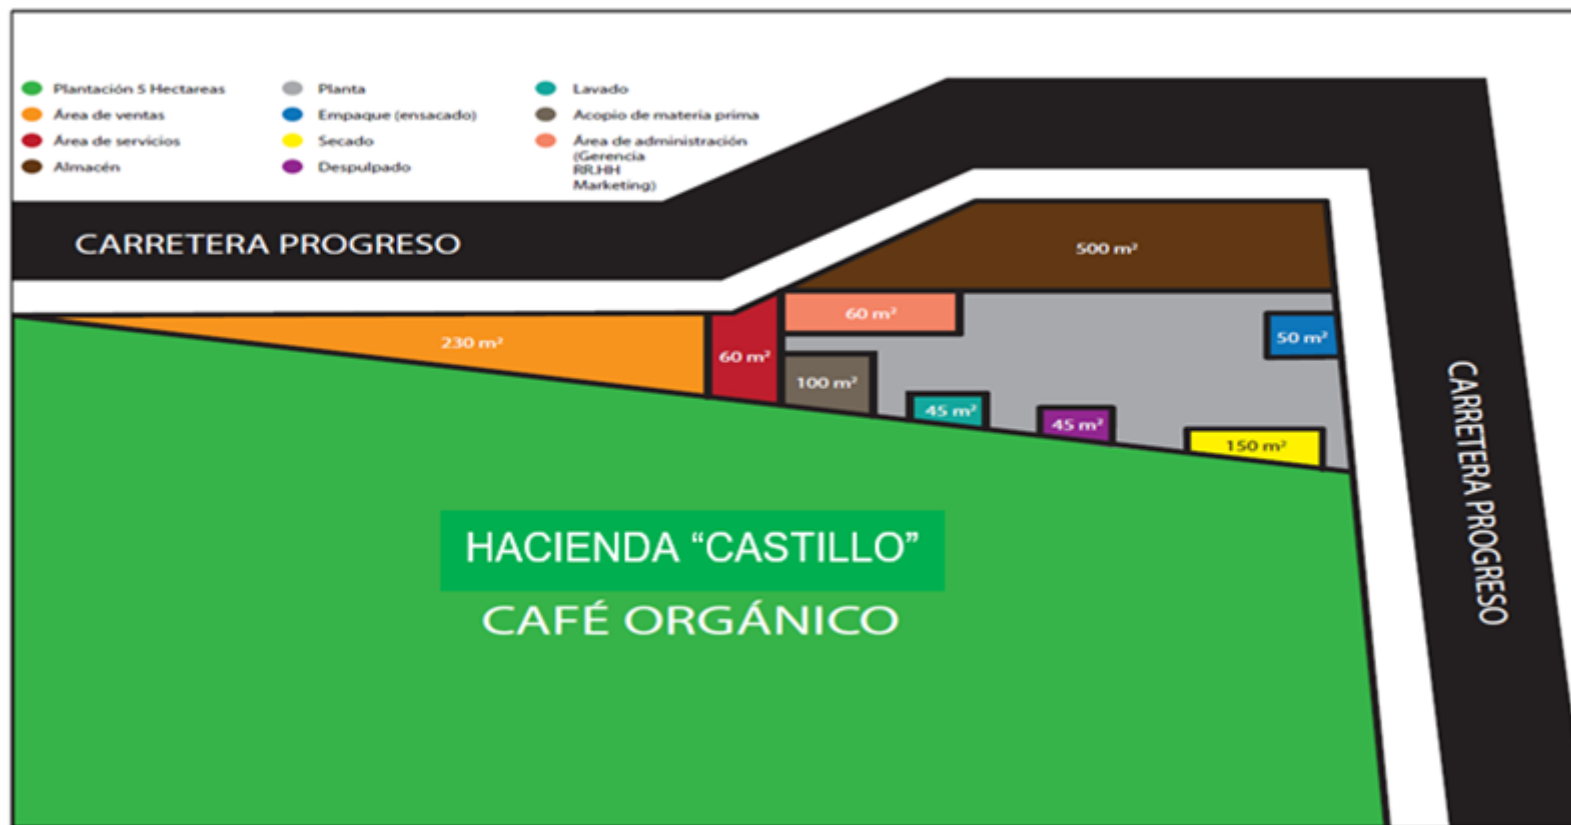 Plantación 5 Hectareas
Área de ventas
Área de servicios
Almacén
Planta
Empaque (ensacado)
Secado
Despulpado
Lavado
Acopio de materia prima
Área de administración
(Gerencia
RR.HH
Marketing)
CARRETERA PROGRESO
500 m²
60 m²
230 m²
60 m²
50 m²
100 m²
45 m²
45 m²
150 m²
CARRETERA PROGRESO
HACIENDA “CASTILLO”
CAFÉ ORGÁNICO